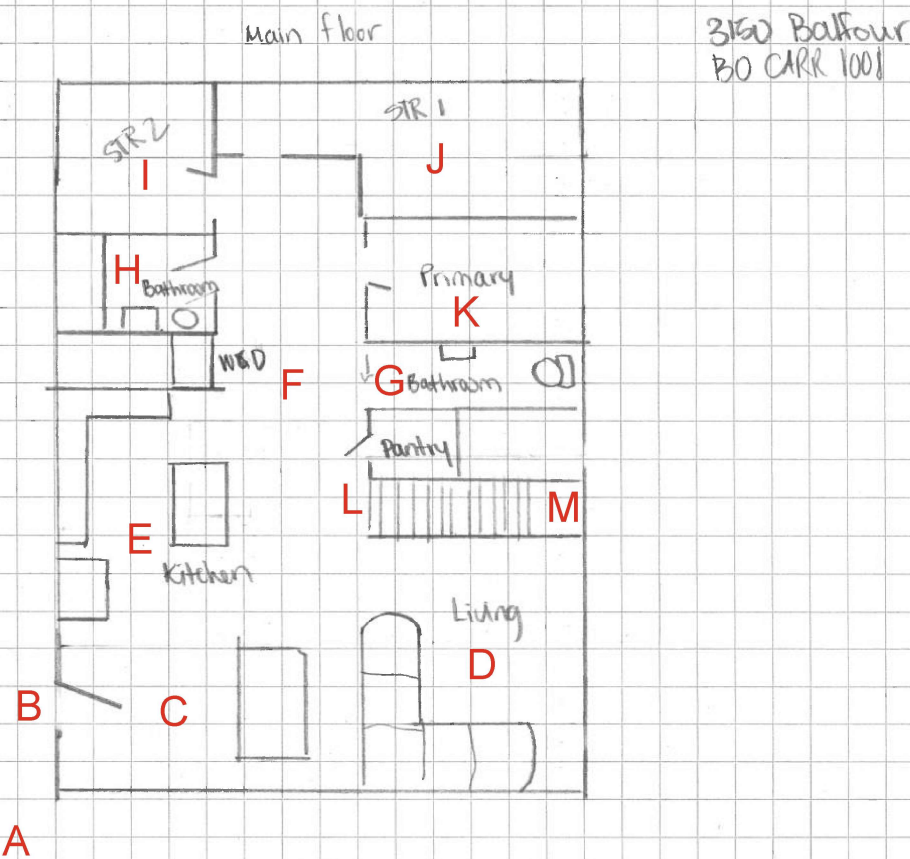 Main floor
3150 Balfour
BO CARR 1001
STR 1
STR 2
J
I
H
Bathroom
Primary
K
W&D
F
G Bathroom
Pantry
L
M
E
Kitchen
Living
D
B
C
A